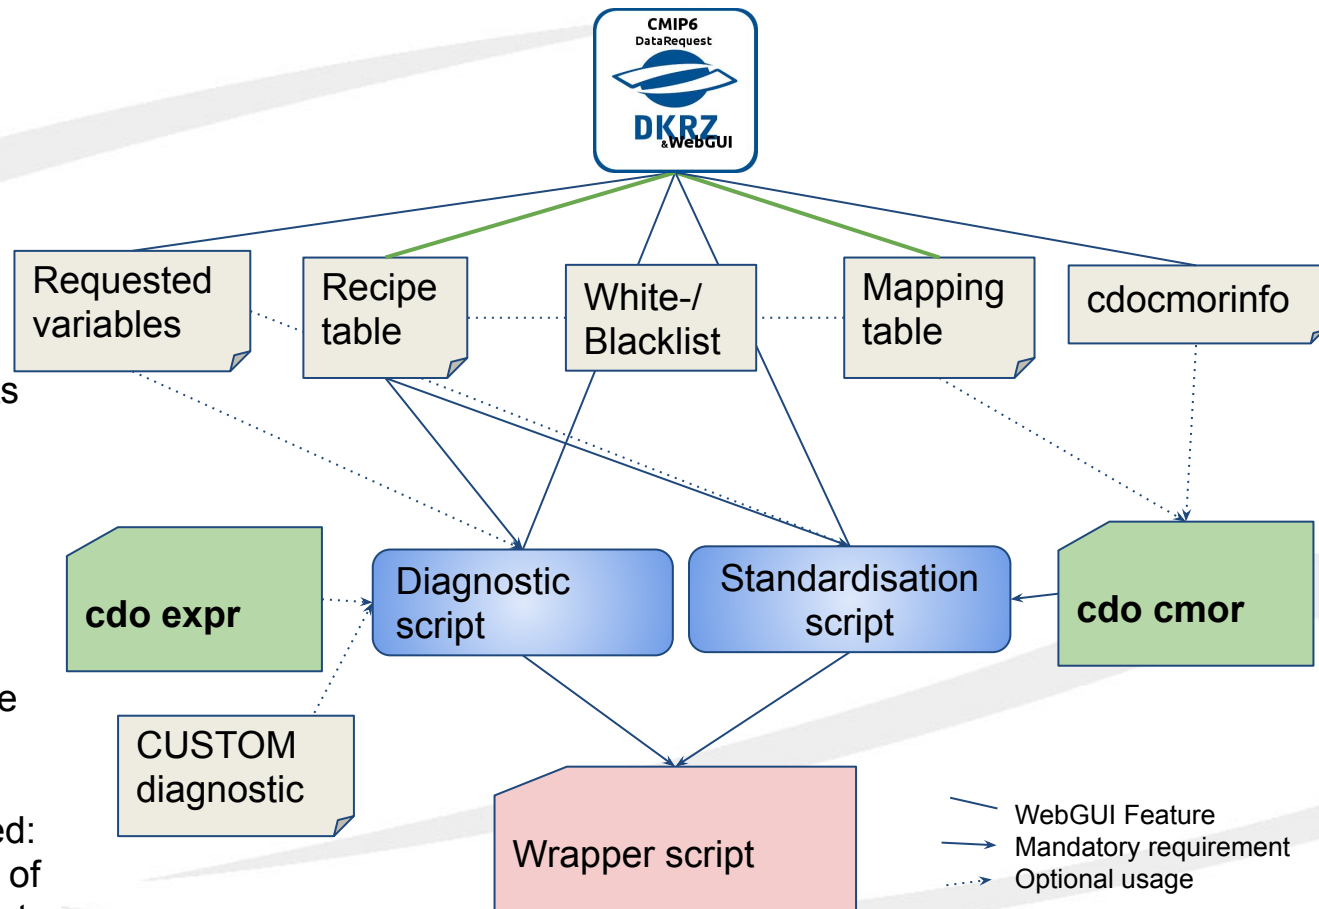 CMIP6
DataRequest
DKRZ
&WebGUI
Requested
variables
Recipe
table
White-/
Blacklist
Mapping
table
cdocmorinfo
s
cdo expr
Diagnostic
script
Standardisation
script
cdo cmor
e
CUSTOM
diagnostic
ed:
of
Wrapper script
WebGUI Feature
Mandatory requirement
Optional usage